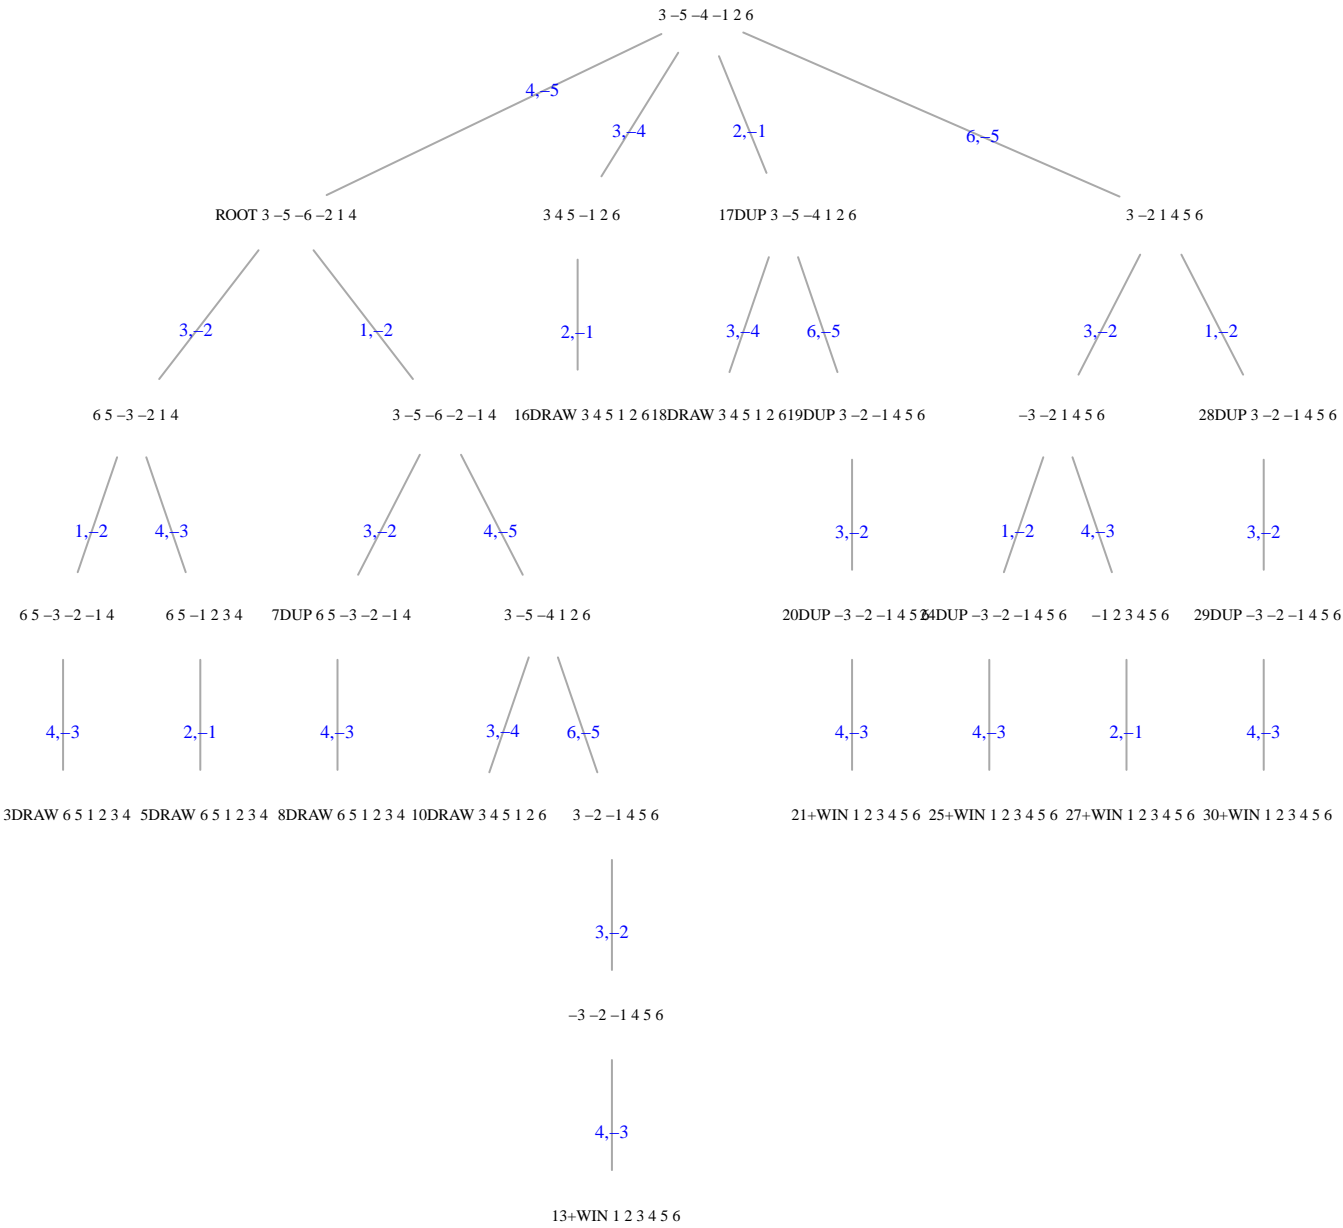 3 −5 −4 −1 2 6
4,−5
3,−4
2,−1
6,−5
ROOT 3 −5 −6 −2 1 4
3 4 5 −1 2 6
17DUP 3 −5 −4 1 2 6
3 −2 1 4 5 6
3,−2
1,−2
2,−1
3,−4
6,−5
3,−2
1,−2
6 5 −3 −2 1 4
3 −5 −6 −2 −1 4
16DRAW 3 4 5 1 2 6
18DRAW 3 4 5 1 2 6
19DUP 3 −2 −1 4 5 6
−3 −2 1 4 5 6
28DUP 3 −2 −1 4 5 6
1,−2
4,−3
3,−2
4,−5
3,−2
1,−2
4,−3
3,−2
6 5 −3 −2 −1 4
6 5 −1 2 3 4
7DUP 6 5 −3 −2 −1 4
3 −5 −4 1 2 6
20DUP −3 −2 −1 4 5 6
24DUP −3 −2 −1 4 5 6
−1 2 3 4 5 6
29DUP −3 −2 −1 4 5 6
4,−3
2,−1
4,−3
3,−4
6,−5
4,−3
4,−3
2,−1
4,−3
3DRAW 6 5 1 2 3 4
5DRAW 6 5 1 2 3 4
8DRAW 6 5 1 2 3 4
10DRAW 3 4 5 1 2 6
3 −2 −1 4 5 6
21+WIN 1 2 3 4 5 6
25+WIN 1 2 3 4 5 6
27+WIN 1 2 3 4 5 6
30+WIN 1 2 3 4 5 6
3,−2
−3 −2 −1 4 5 6
4,−3
13+WIN 1 2 3 4 5 6